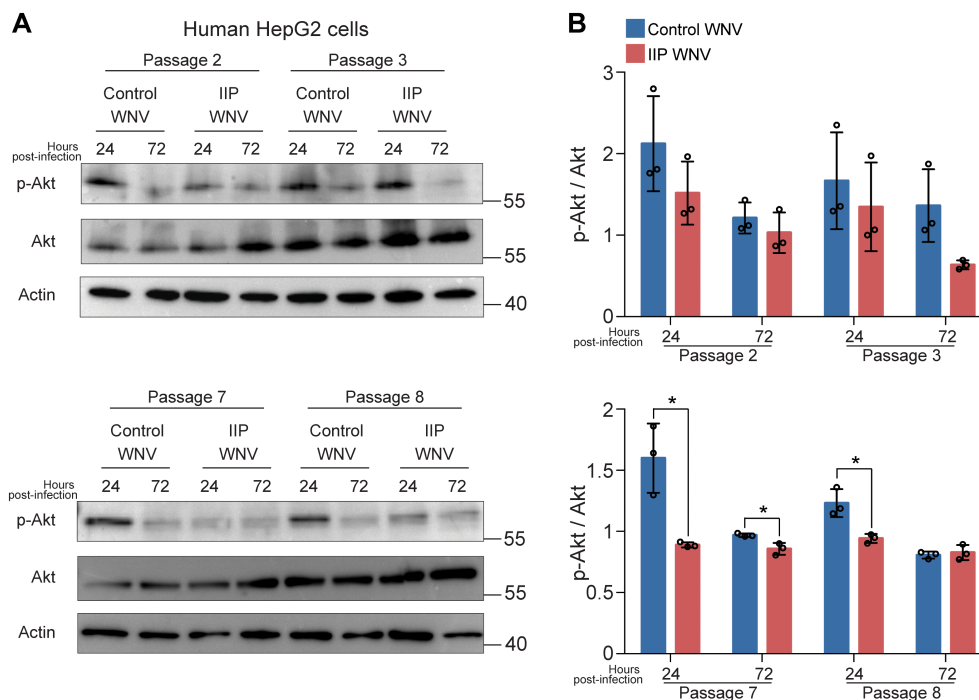 A
Human HepG2 cells
Passage 2 Passage 3
Control WNV IIP WNV Control WNV IIP WNV
Hours post-infection 24 72 24 72 24 72 24 72
p-Akt 55
Akt 55
Actin 40
Passage 7 Passage 8
Control WNV IIP WNV Control WNV IIP WNV
Hours post-infection 24 72 24 72 24 72 24 72
p-Akt 55
Akt 55
Actin 40
B
Control WNV
IIP WNV
p-Akt / Akt
3
2
1
0
Hours post-infection 24 72 24 72
Passage 2 Passage 3
p-Akt / Akt
2
1.5
1
0.5
0
* * *
Hours post-infection 24 72 24 72
Passage 7 Passage 8